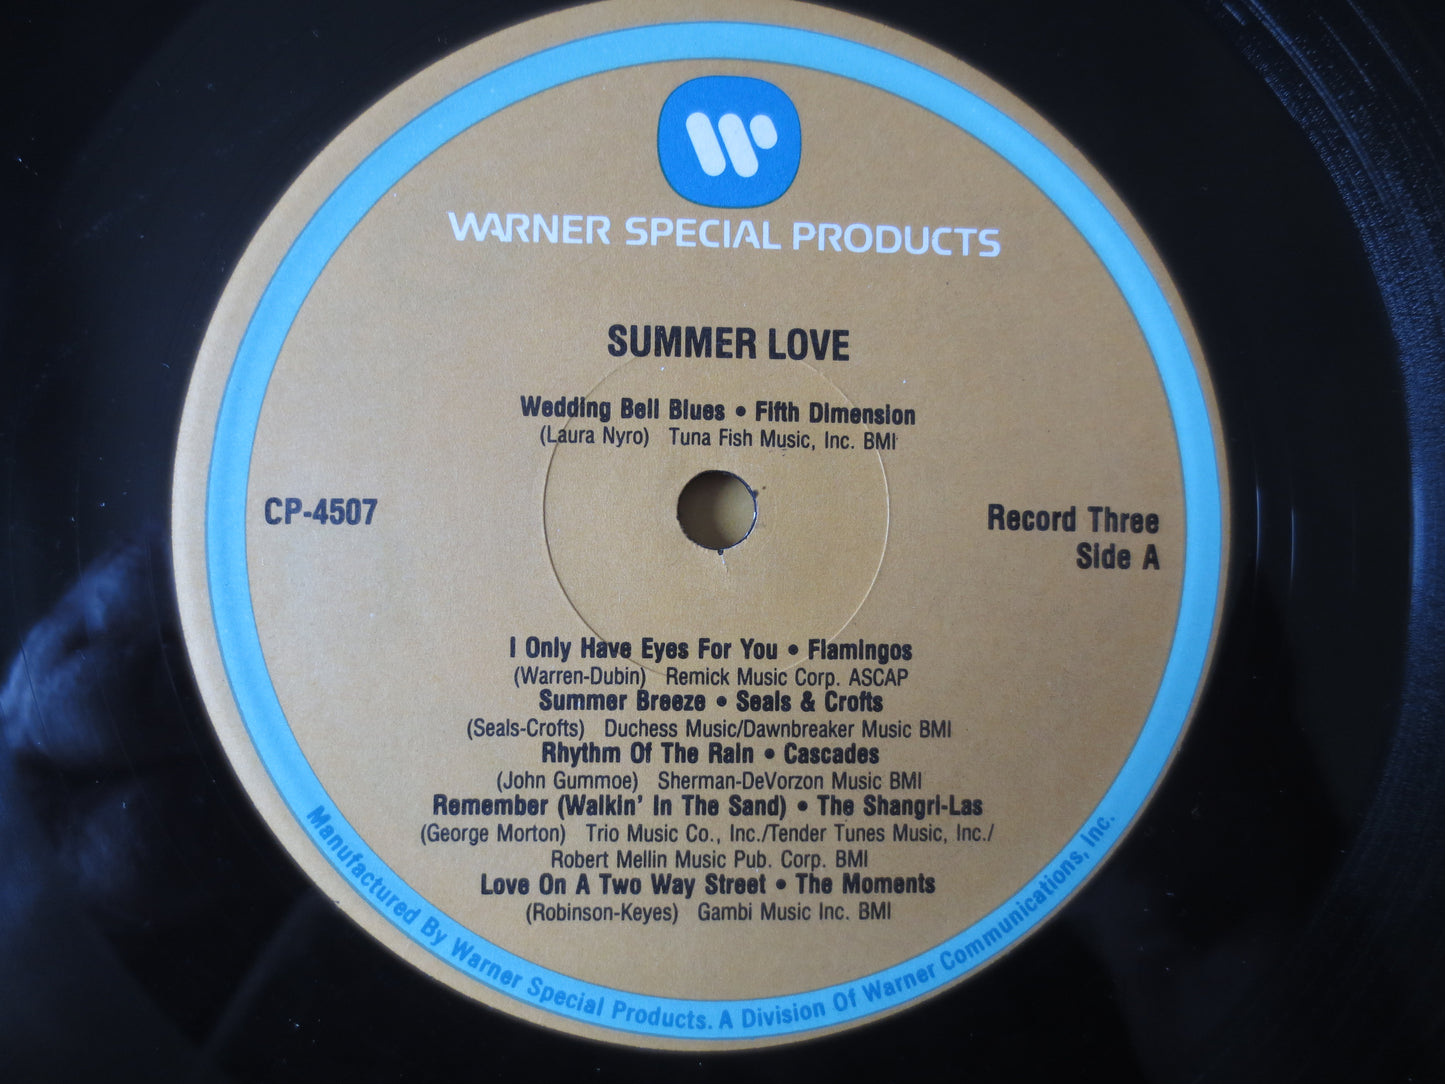 WARNER SPECIAL PRODUCTS
SUMMER LOVE
Wedding Bell Blues • Fifth Dimension
(Laura Nyro) Tuna Fish Music, Inc. BMI
CP-4507
Record Three
Side A
I Only Have Eyes For You • Flamingos
(Warren-Dubin) Remick Music Corp. ASCAP
Summer Breeze • Seals & Crofts
(Seals-Crofts) Duchess Music/Dawnbreaker Music BMI
Rhythm Of The Rain • Cascades
(John Gummoe) Sherman-DeVorzon Music BMI
Remember (Walkin' In The Sand) • The Shangri-Las
(George Morton) Trio Music Co., Inc./Tender Tunes Music, Inc./
Robert Mellin Music Pub. Corp. BMI
Love On A Two Way Street • The Moments
(Robinson-Keyes) Gambi Music Inc. BMI
Manufactured By Warner Special Products. A Division Of Warner Communications, Inc.